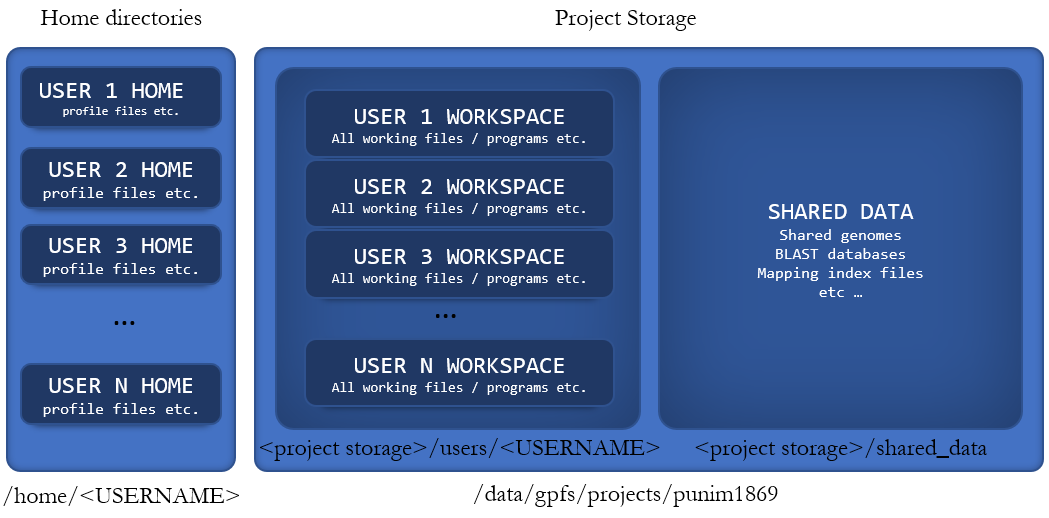 Home directories
Project Storage
USER 1 HOME
profile files etc.
USER 2 HOME
profile files etc.
USER 3 HOME
profile files etc.
...
USER N HOME
profile files etc.
/home/<USERNAME>
USER 1 WORKSPACE
All working files / programs etc.
USER 2 WORKSPACE
All working files / programs etc.
USER 3 WORKSPACE
All working files / programs etc.
...
USER N WORKSPACE
All working files / programs etc.
<project storage>/users/<USERNAME>
SHARED DATA
Shared genomes
BLAST databases
Mapping index files
etc …
<project storage>/shared_data
/data/gpfs/projects/punim1869